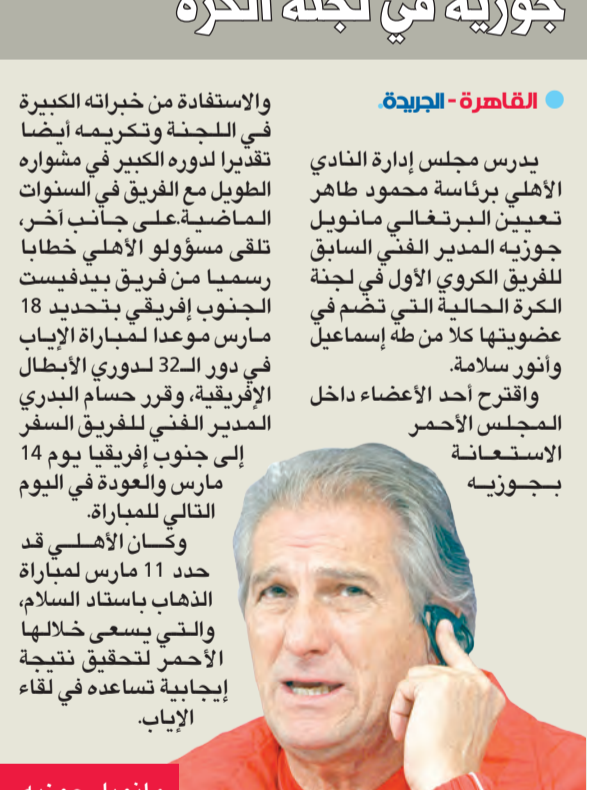 جوزيه في لجنة الكرة
القاهرة - الجريدة.
يدرس مجلس إدارة النادي
الأهلي برئاسة محمود طاهر
تعيين البرتغالي مانويل
جوزيه المدير الفني السابق
للفريق الكروي الأول في لجنة
الكرة الحالية التي تضم في
عضويتها كلا من طه إسماعيل
وأنور سلامة.
واقترح أحد الأعضاء داخل
المجلس الأحمر
الاستعانة
بجوزيه
والاستفادة من خبراته الكبيرة
في اللجنة وتكريمه أيضا
تقديرا لدوره الكبير في مشواره
الطويل مع الفريق في السنوات
الماضية.على جانب آخر،
تلقى مسؤولو الأهلي خطابا
رسميا من فريق بيدفيست
الجنوب إفريقي بتحديد 18
مارس موعدا لمباراة الإياب
في دور الـ32 لدوري الأبطال
الإفريقية، وقرر حسام البدري
المدير الفني للفريق السفر
إلى جنوب إفريقيا يوم 14
مارس والعودة في اليوم
التالي للمباراة.
وكان الأهلي قد
حدد 11 مارس لمباراة
الذهاب باستاد السلام،
والتي يسعى خلالها
الأحمر لتحقيق نتيجة
إيجابية تساعده في لقاء
الإياب.
مانويل جوزيه